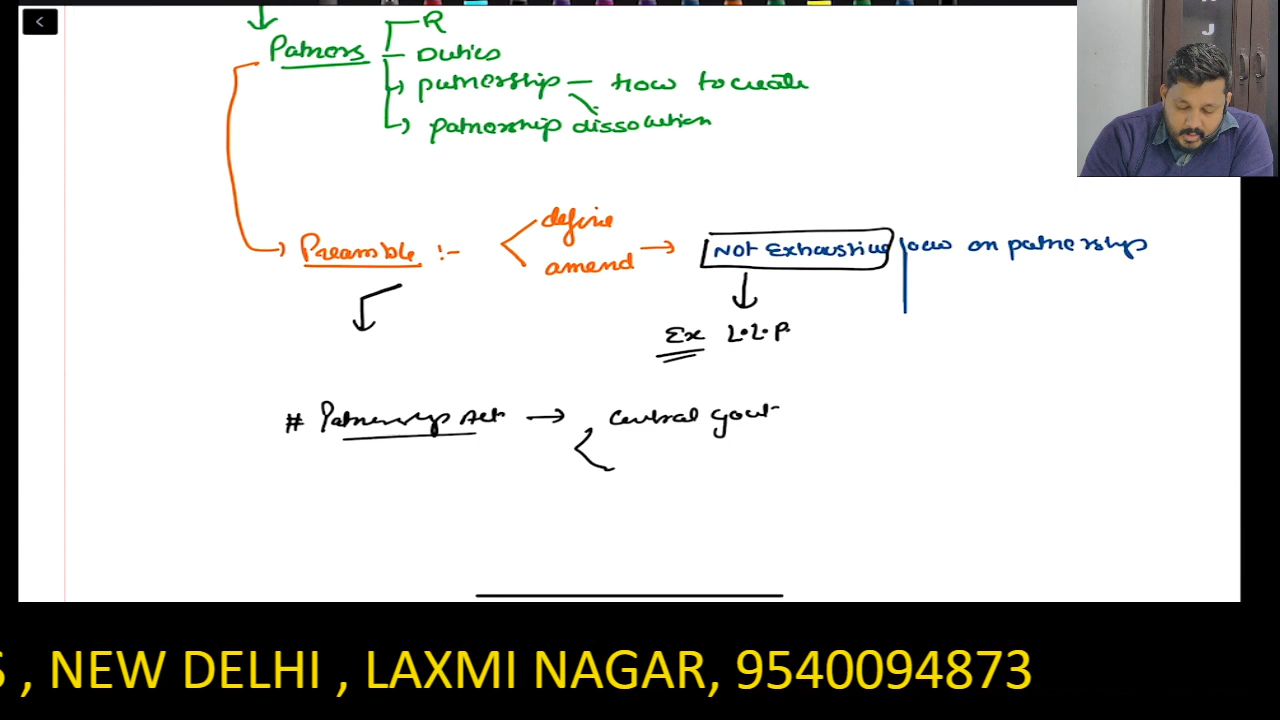 R
Patners
Duties
patnership — How to create
patnership dissolution
Preamble :-
define
amend
NOT Exhaustive law on patnership
Ex L.L.P.
# Patnership Act → Central govt
J
S , NEW DELHI , LAXMI NAGAR, 9540094873